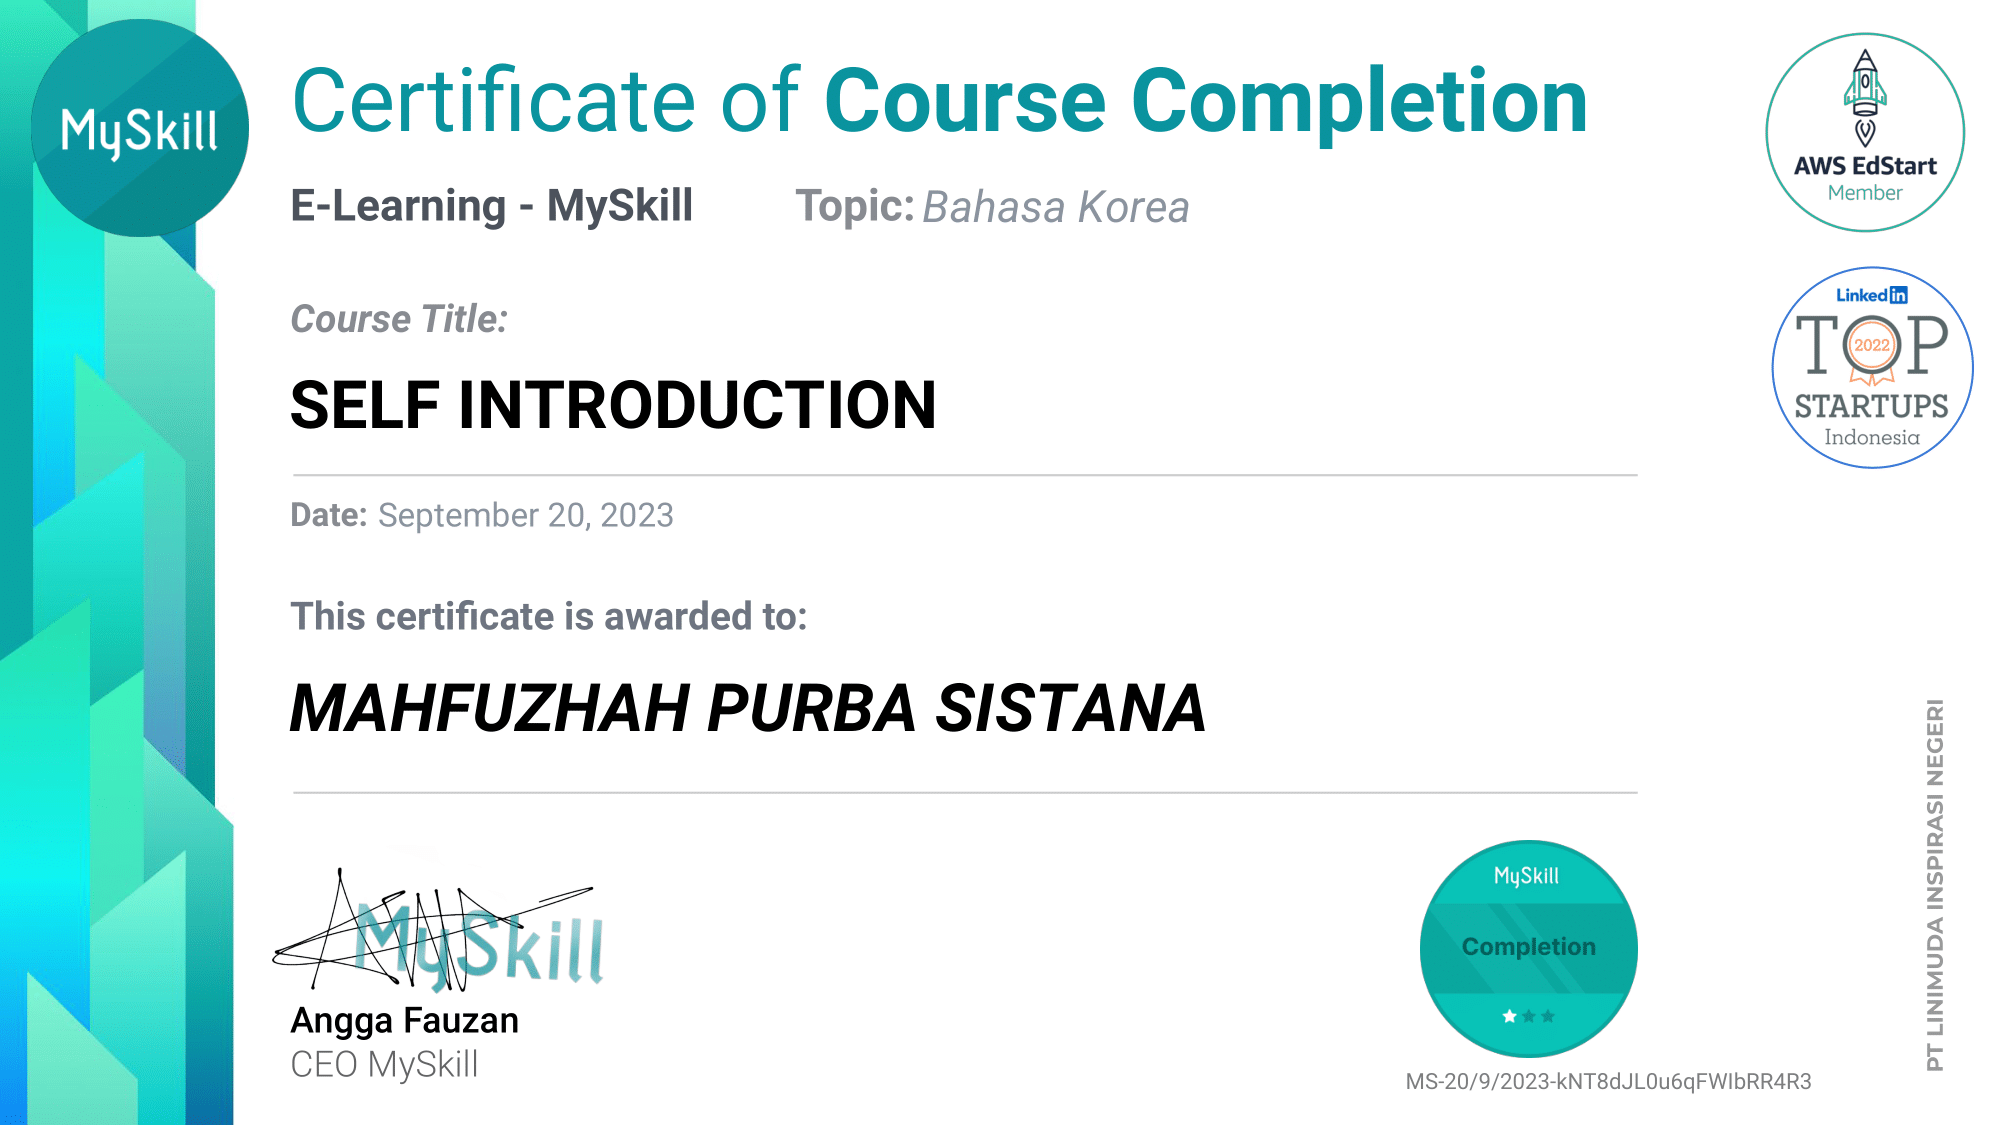 MySkill
Certificate of Course Completion
E-Learning - MySkill Topic: Bahasa Korea
AWS EdStart
Member
Course Title:
SELF INTRODUCTION
LinkedIn
TOP
2022
STARTUPS
Indonesia
Date: September 20, 2023
This certificate is awarded to:
MAHFUZHAH PURBA SISTANA
MySkill
Angga Fauzan
CEO MySkill
MySkill
Completion
MS-20/9/2023-kNT8dJL0u6qFWIbRR4R3
PT LINIMUDA INSPIRASI NEGERI